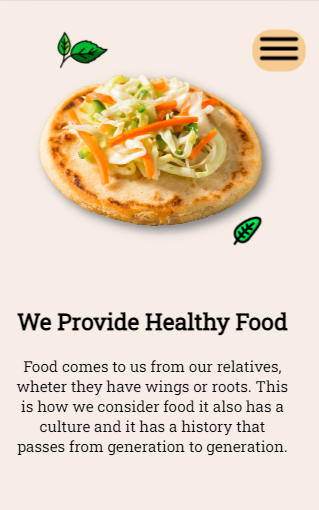 We Provide Healthy Food
Food comes to us from our relatives,
wheter they have wings or roots. This
is how we consider food it also has a
culture and it has a history that
passes from generation to generation.